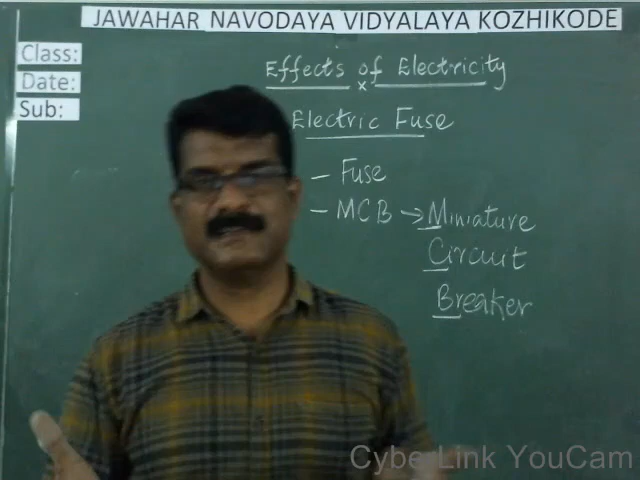 JAWAHAR NAVODAYA VIDYALAYA KOZHIKODE
Class:
Date:
Sub:
Effects of Electricity
x
Electric Fuse
– Fuse
– MCB → Miniature
Circuit
Breaker
CyberLink YouCam